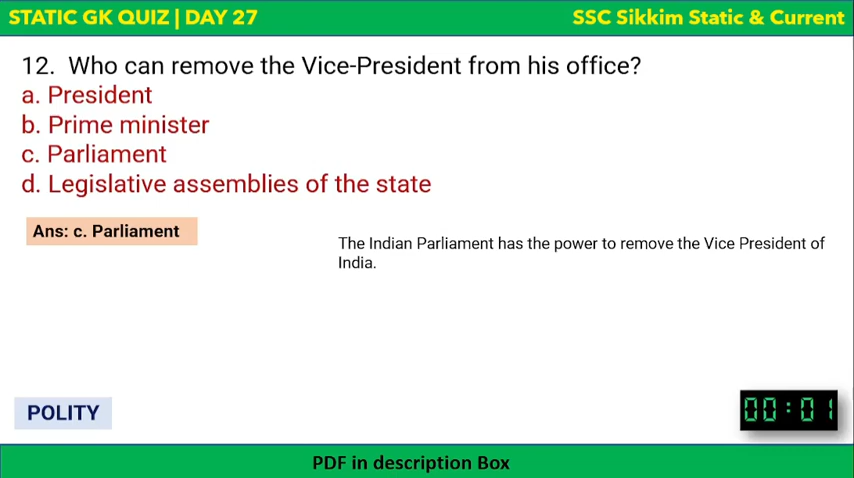 STATIC GK QUIZ | DAY 27
SSC Sikkim Static & Current
12. Who can remove the Vice-President from his office?
a. President
b. Prime minister
c. Parliament
d. Legislative assemblies of the state
Ans: c. Parliament
The Indian Parliament has the power to remove the Vice President of
India.
POLITY
00:01
PDF in description Box